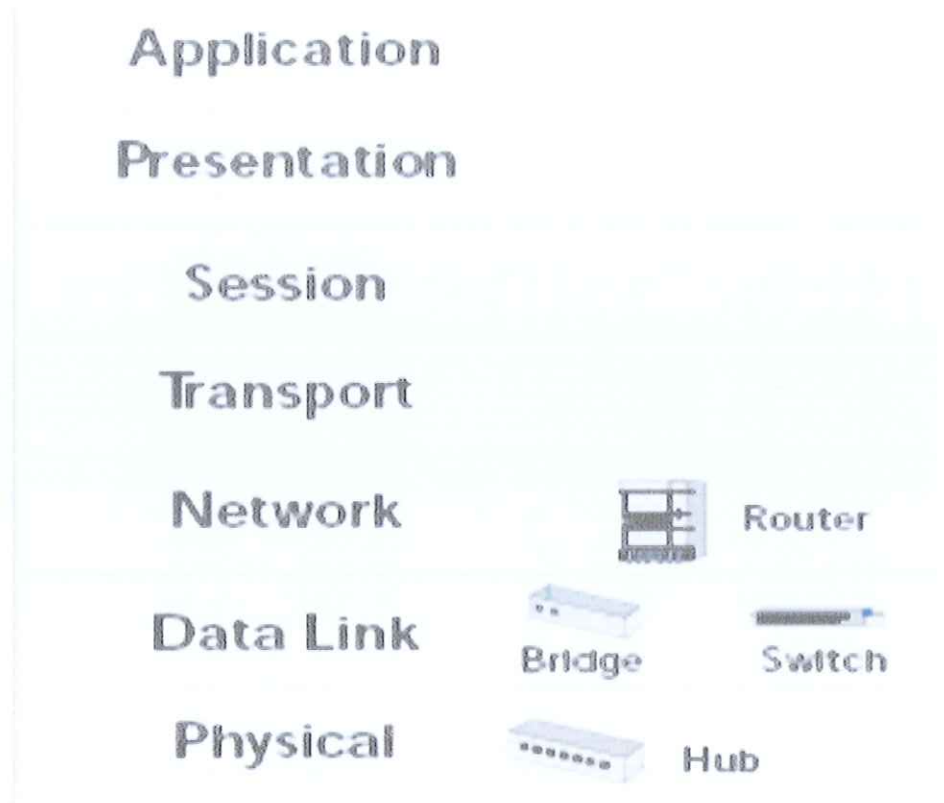 Application
Presentation
Session
Transport
Network
Router
Data Link
Bridge
Switch
Physical
Hub